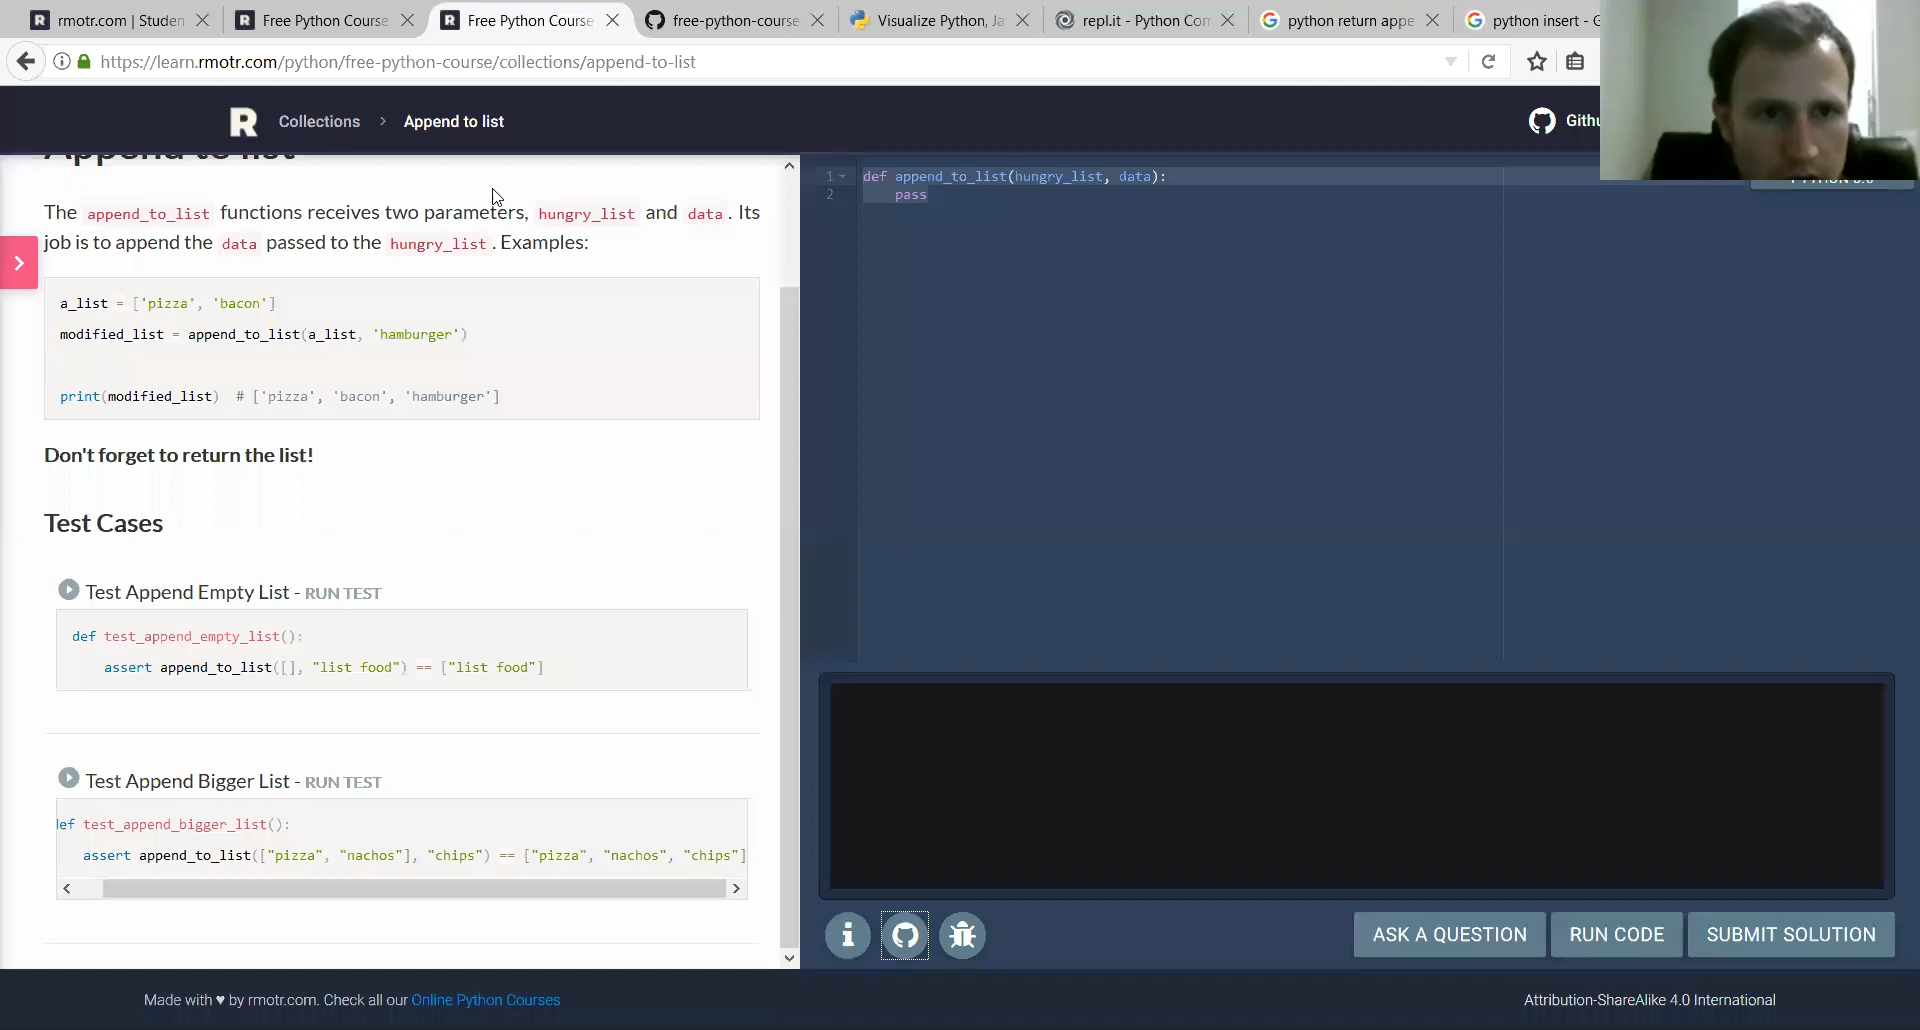 rmotr.com | Studen
Free Python Course
Free Python Course
free-python-course
Visualize Python, Ja
repl.it - Python Com
python return appe
python insert - G
https://learn.rmotr.com/python/free-python-course/collections/append-to-list
R Collections > Append to list
Githu
Append to list
The append_to_list functions receives two parameters, hungry_list and data. Its
job is to append the data passed to the hungry_list. Examples:
a_list = ['pizza', 'bacon']
modified_list = append_to_list(a_list, 'hamburger')
print(modified_list) # ['pizza', 'bacon', 'hamburger']
Don't forget to return the list!
Test Cases
Test Append Empty List - RUN TEST
def test_append_empty_list():
assert append_to_list([], "list food") == ["list food"]
Test Append Bigger List - RUN TEST
def test_append_bigger_list():
assert append_to_list(["pizza", "nachos"], "chips") == ["pizza", "nachos", "chips"]
1 def append_to_list(hungry_list, data):
2 pass
ASK A QUESTION
RUN CODE
SUBMIT SOLUTION
Made with ♥ by rmotr.com. Check all our Online Python Courses
Attribution-ShareAlike 4.0 International